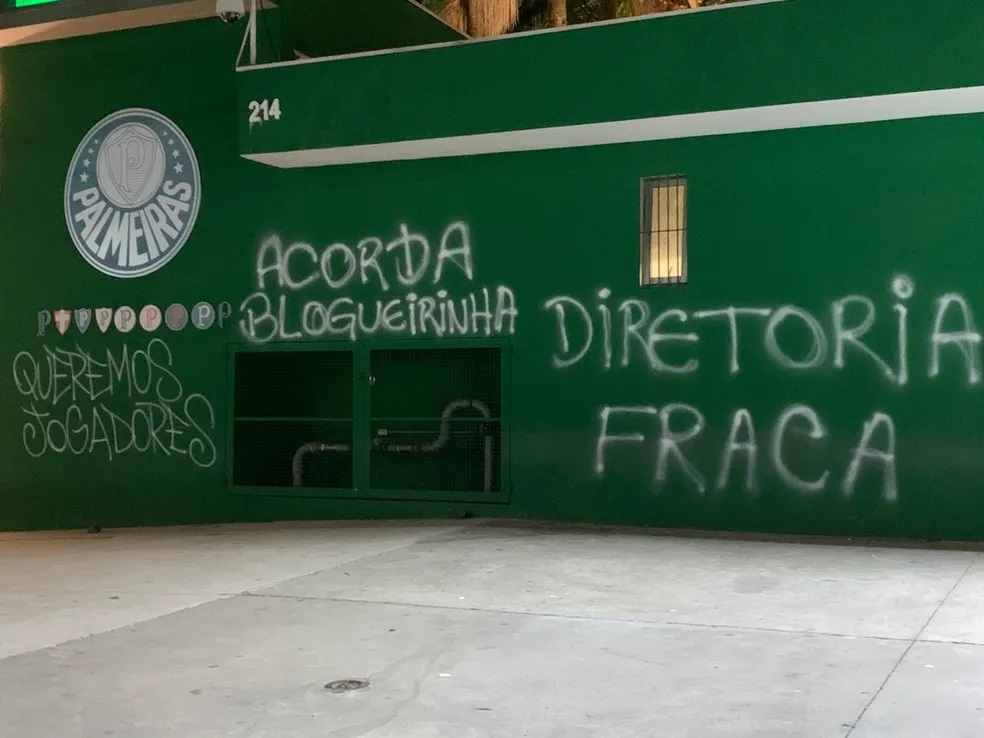 214
P
PALMEIRAS
ACORDA
BLOGUEIRINHA
DIRETORIA
FRACA
P P P P P P P
QUEREMOS
JOGADORES